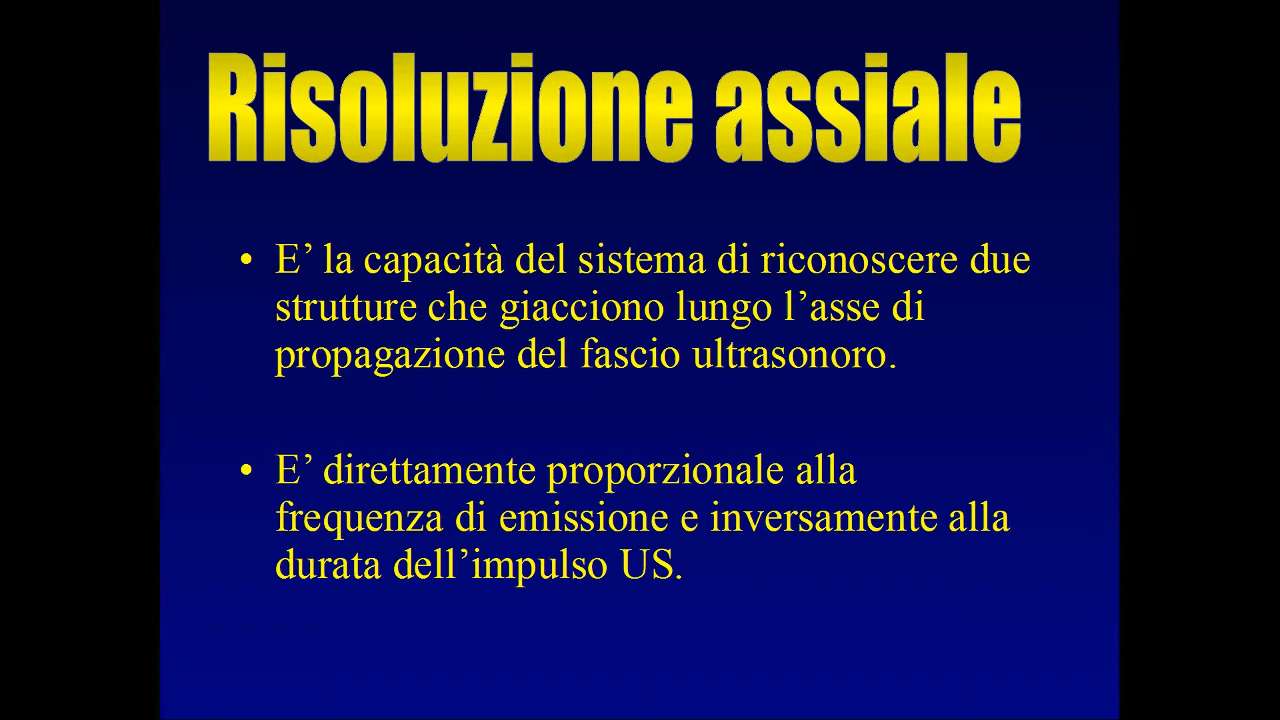 Risoluzione assiale
• E’ la capacità del sistema di riconoscere due
strutture che giacciono lungo l’asse di
propagazione del fascio ultrasonoro.
• E’ direttamente proporzionale alla
frequenza di emissione e inversamente alla
durata dell’impulso US.